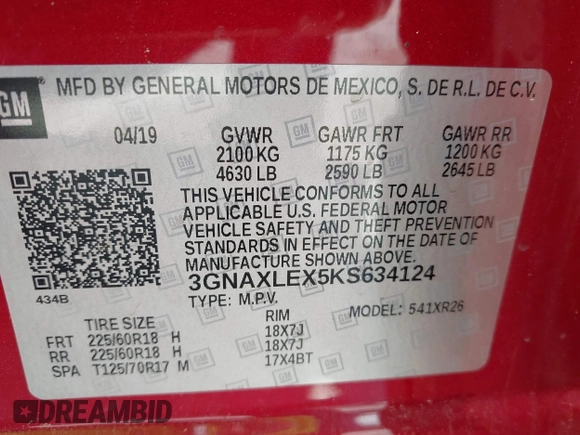 GM
MFD BY GENERAL MOTORS DE MEXICO, S. DE R.L. DE C.V.
04/19 GVWR GAWR FRT GAWR RR
2100 KG 1175 KG 1200 KG
4630 LB 2590 LB 2645 LB
THIS VEHICLE CONFORMS TO ALL
APPLICABLE U.S. FEDERAL MOTOR
VEHICLE SAFETY AND THEFT PREVENTION
STANDARDS IN EFFECT ON THE DATE OF
MANUFACTURE SHOWN ABOVE.
434B
3GNAXLEX5KS634124
TYPE: M.P.V. MODEL: 541XR26
TIRE SIZE RIM
FRT 225/60R18 H 18X7J
RR 225/60R18 H 18X7J
SPA T125/70R17 M 17X4BT
DREAMBID